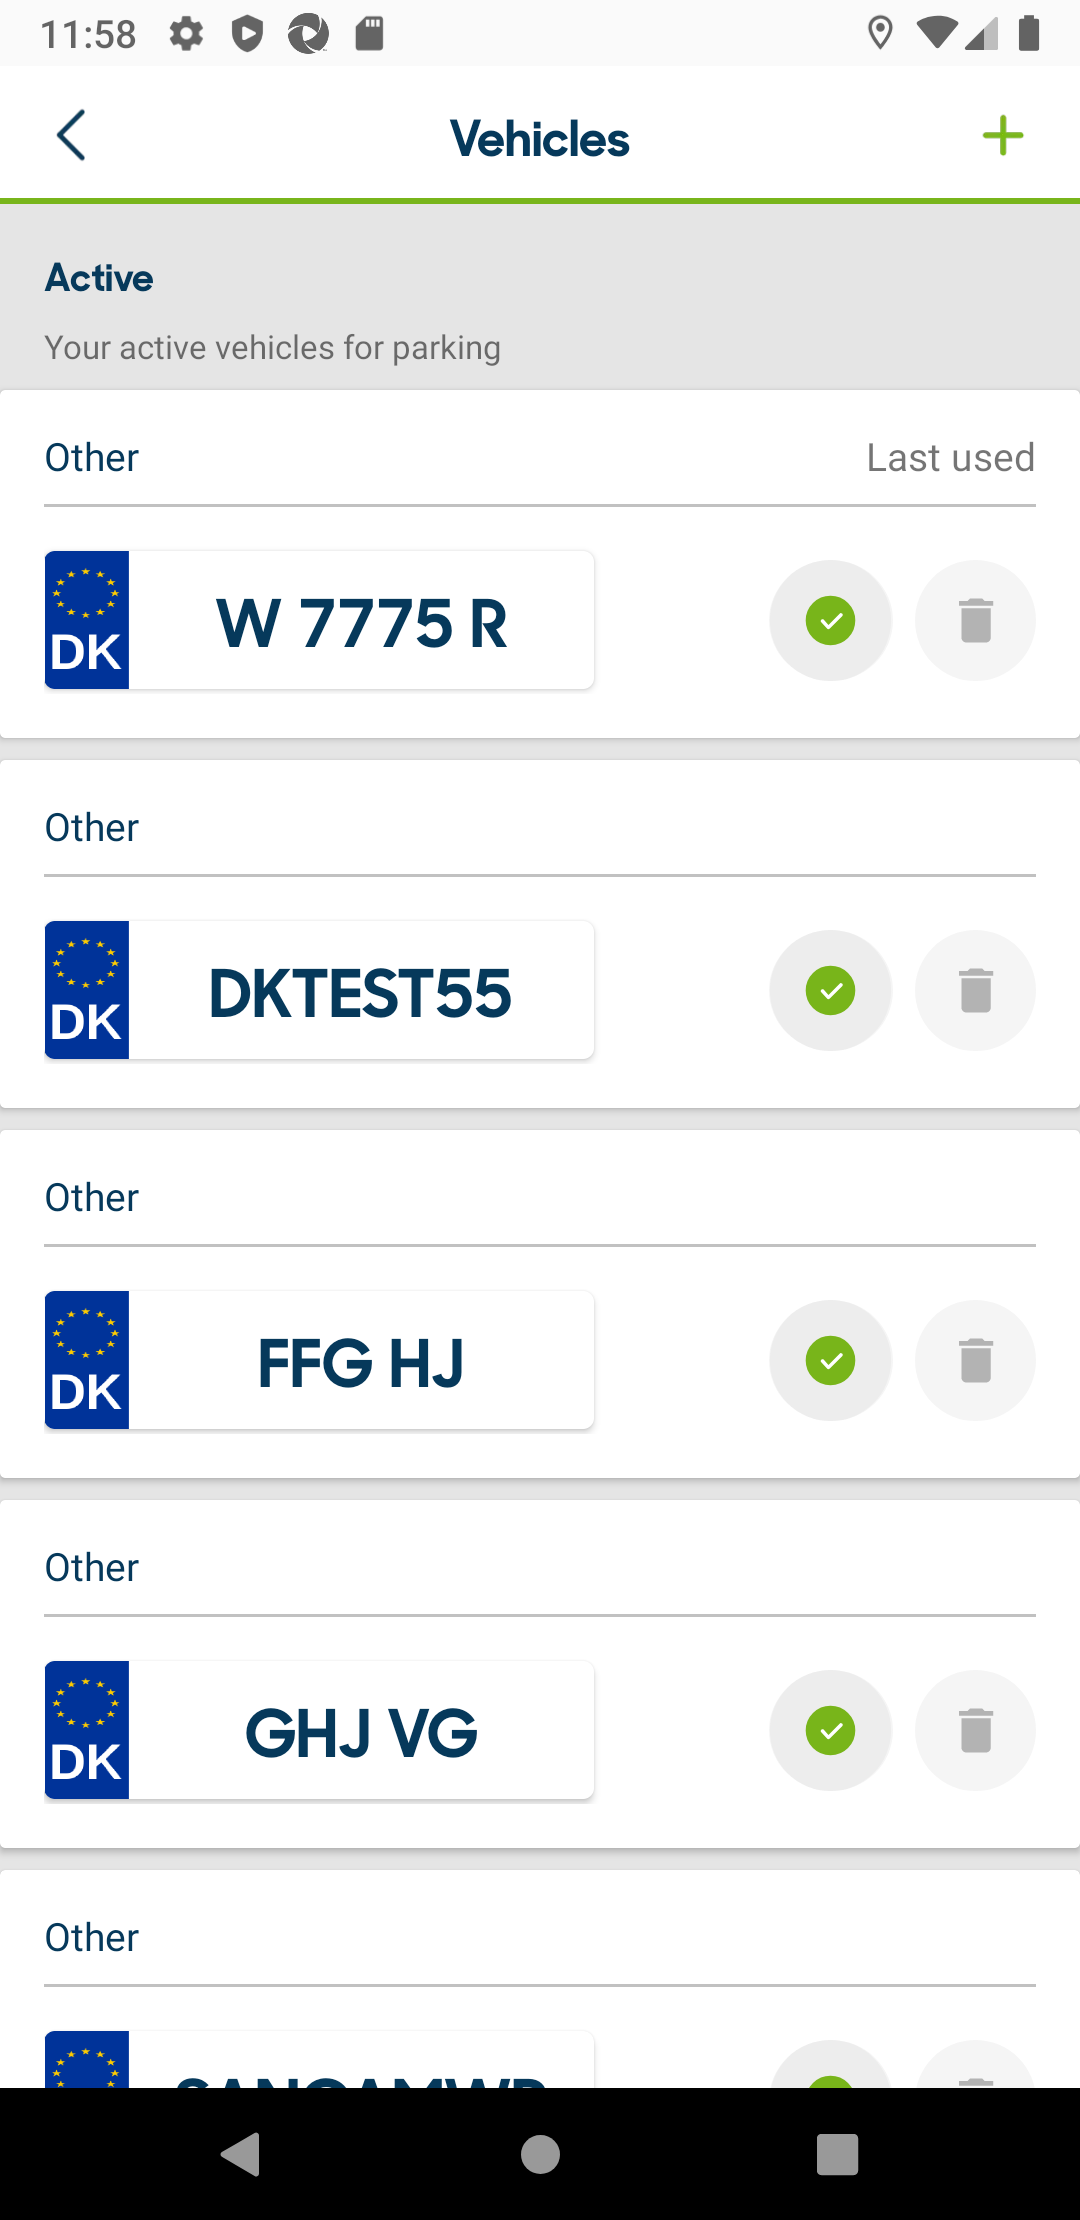 11:58
Vehicles
Active
Your active vehicles for parking
Other
Last used
DK
W 7775 R
Other
DK
DKTEST55
Other
DK
FFG HJ
Other
DK
GHJ VG
Other